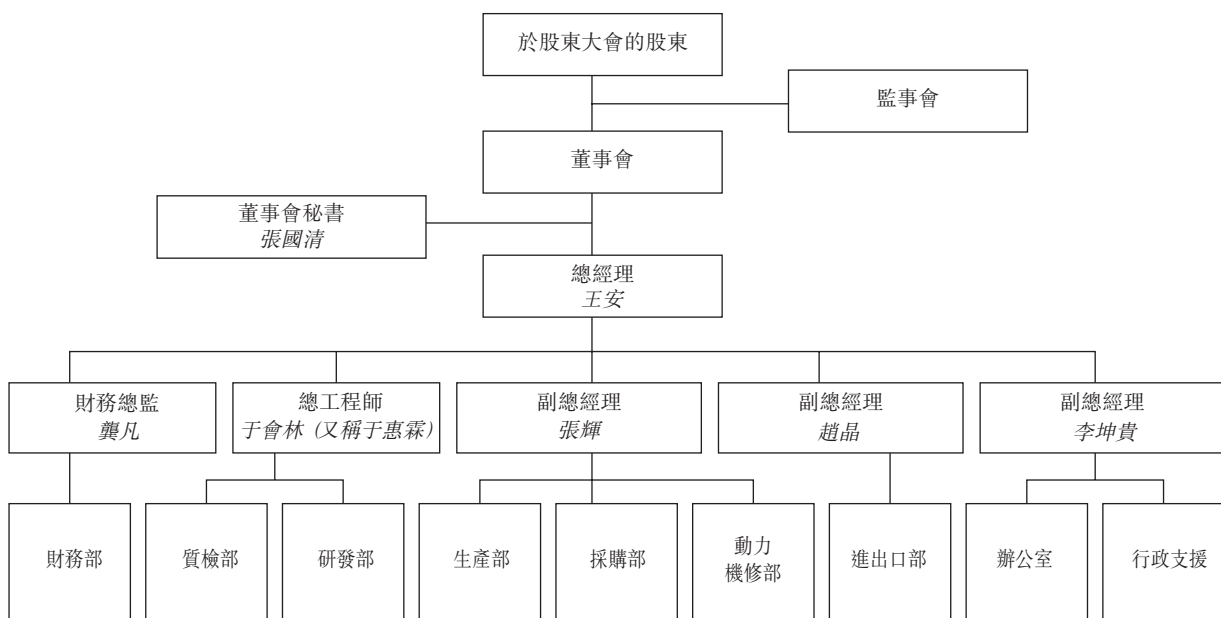 於股東大會的股東
監事會
董事會
董事會秘書
張國清
總經理
王安
財務總監
龔凡
總工程師
于會林（又稱于惠霖）
副總經理
張輝
副總經理
趙晶
副總經理
李坤貴
財務部
質檢部
研發部
生產部
採購部
動力
機修部
進出口部
辦公室
行政支援